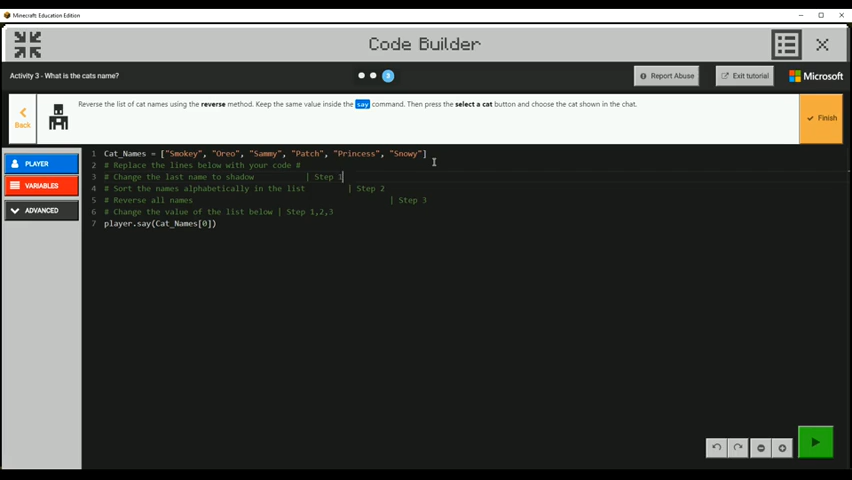 Minecraft: Education Edition
Code Builder
Activity 3 - What is the cats name?
3
Report Abuse
Exit tutorial
Microsoft
Back
Reverse the list of cat names using the reverse method. Keep the same value inside the say command. Then press the select a cat button and choose the cat shown in the chat.
Finish
PLAYER
VARIABLES
ADVANCED
1 Cat_Names = ["Smokey", "Oreo", "Sammy", "Patch", "Princess", "Snowy"]
2 # Replace the lines below with your code #
3 # Change the last name to shadow | Step 1
4 # Sort the names alphabetically in the list | Step 2
5 # Reverse all names | Step 3
6 # Change the value of the list below | Step 1,2,3
7 player.say(Cat_Names[0])